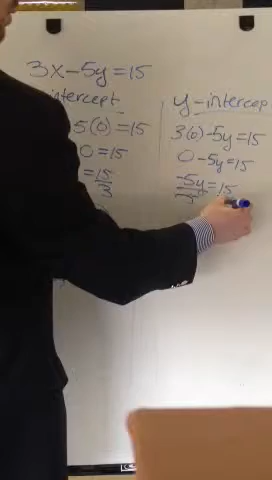 3x - 5y = 15
intercept
5(0) = 15
0 = 15
= 15
3
y-intercep
3(0) - 5y = 15
0 - 5y = 15
-5y = 15